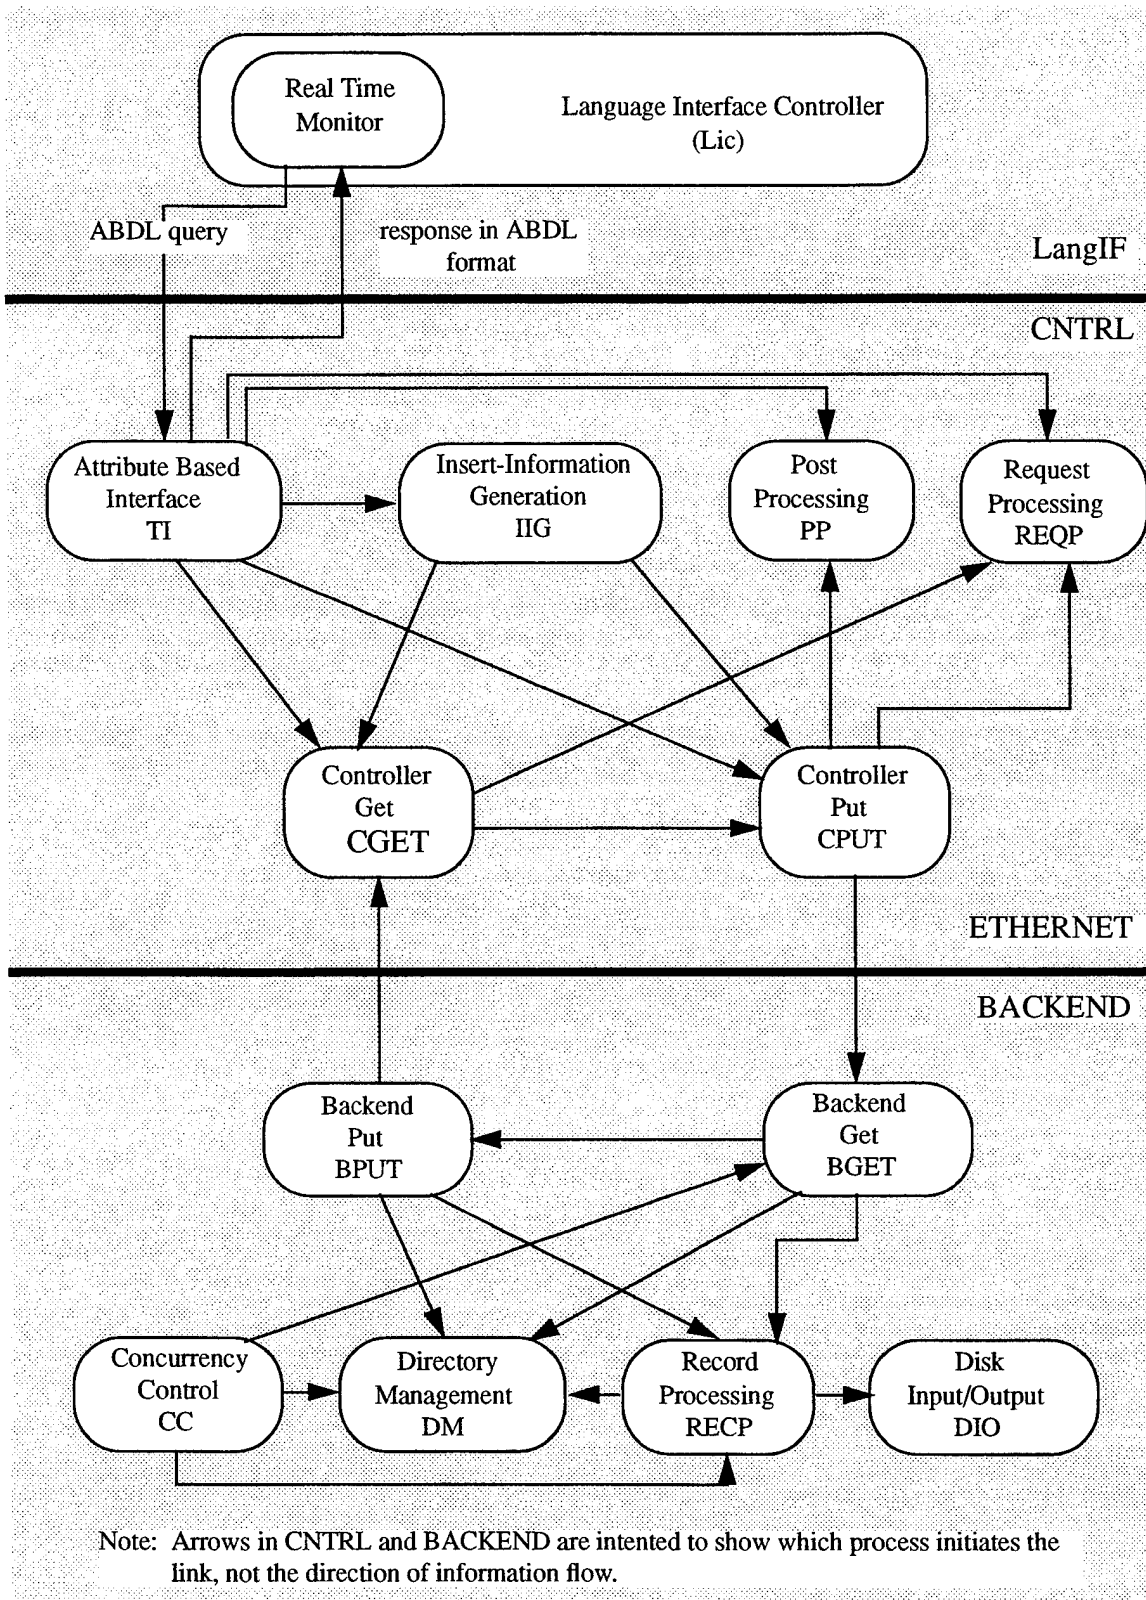 Real Time
Monitor
Language Interface Controller
(Lic)
ABDL query
response in ABDL
format
LangIF
CNTRL
Attribute Based
Interface
TI
Insert-Information
Generation
IIG
Post
Processing
PP
Request
Processing
REQP
Controller
Get
CGET
Controller
Put
CPUT
ETHERNET
BACKEND
Backend
Put
BPUT
Backend
Get
BGET
Concurrency
Control
CC
Directory
Management
DM
Record
Processing
RECP
Disk
Input/Output
DIO
Note: Arrows in CNTRL and BACKEND are intented to show which process initiates the
link, not the direction of information flow.